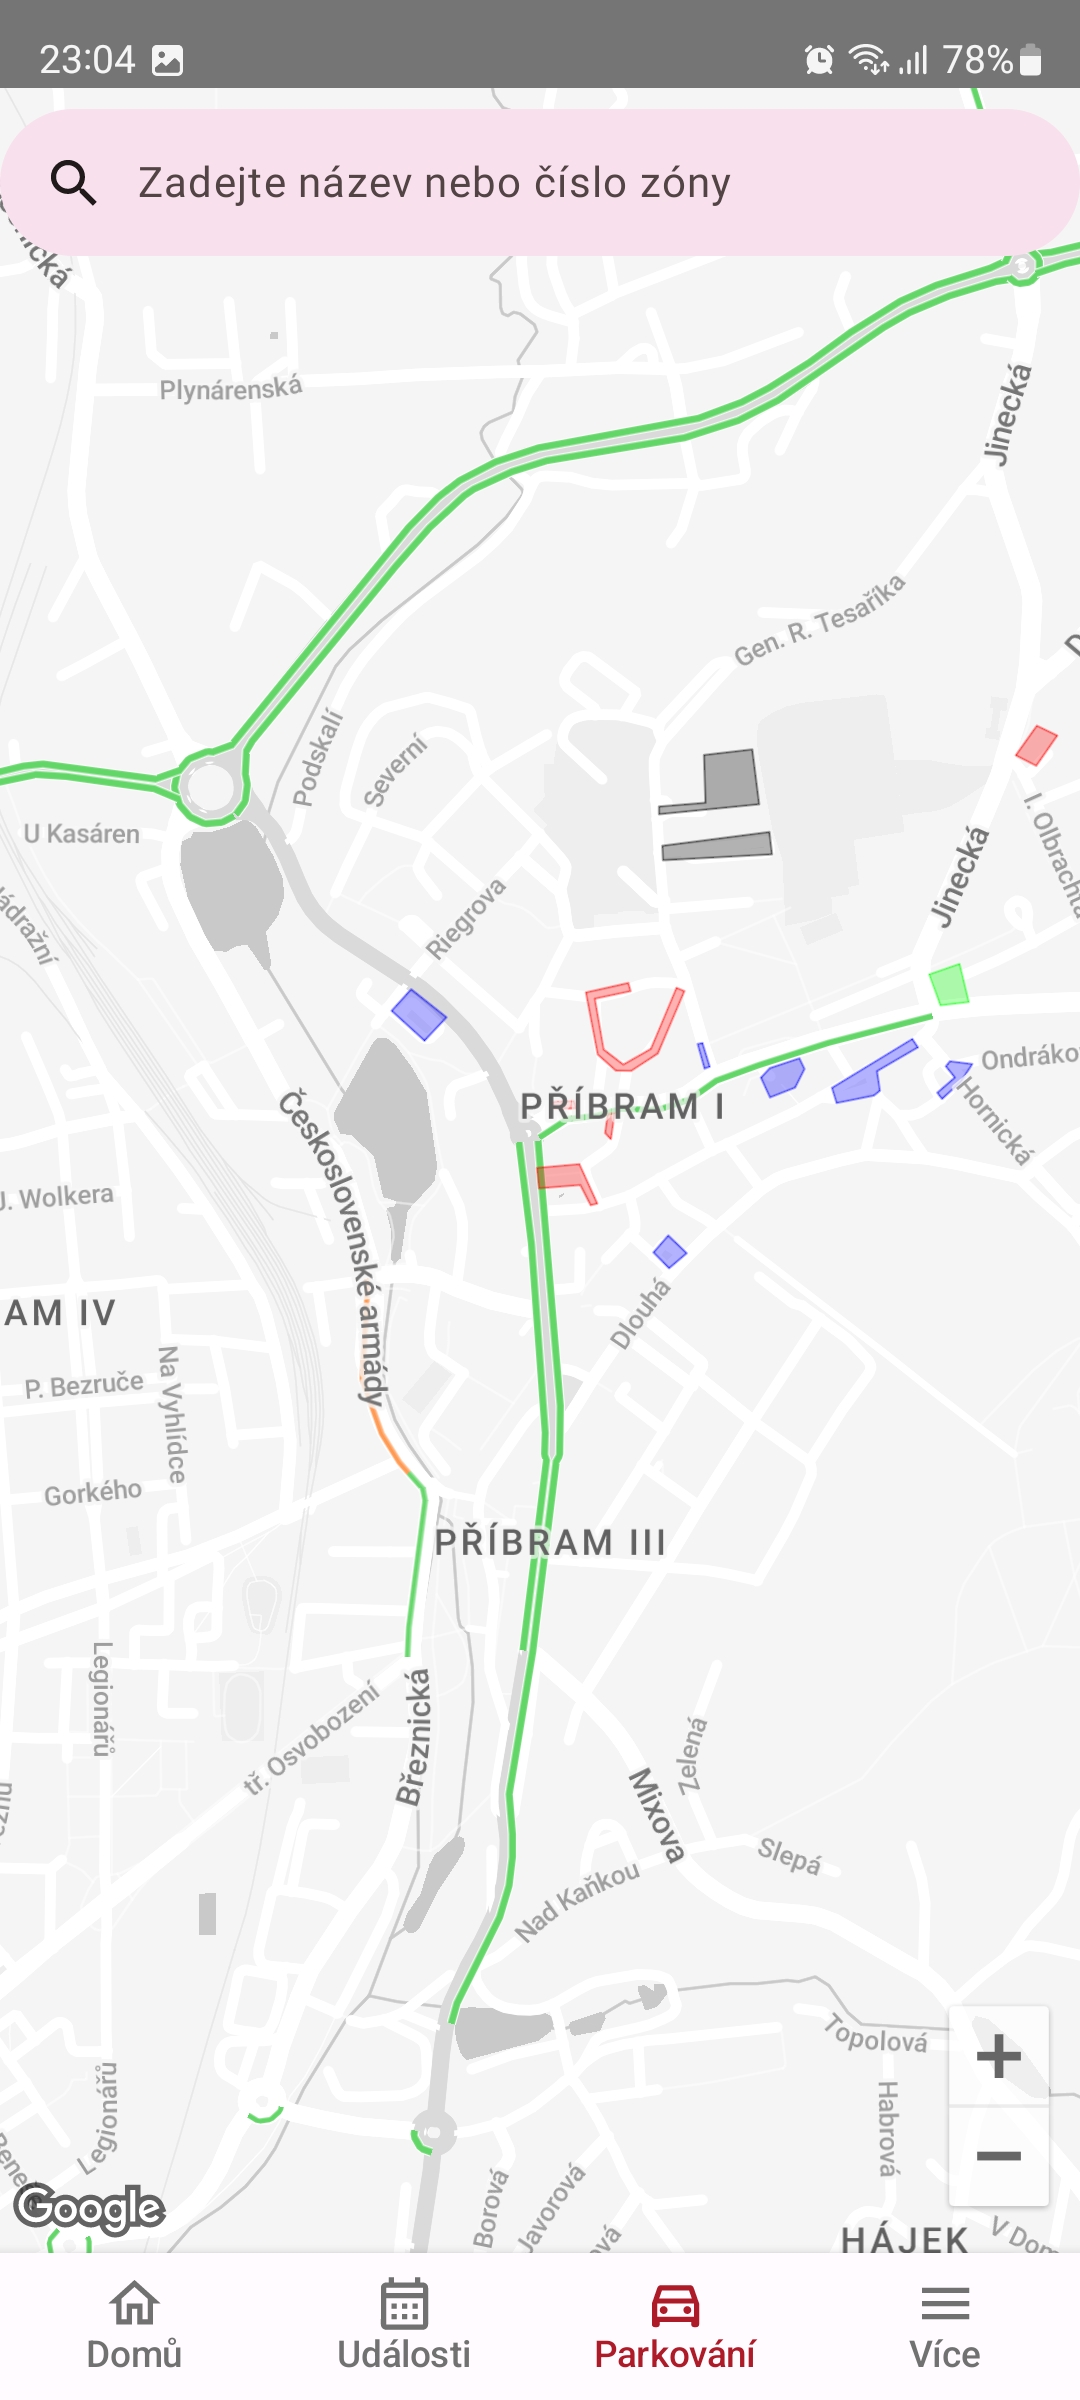 23:04
78%
Zadejte název nebo číslo zóny
Plynárenská
Jinecká
Gen. R. Tesaříka
Podskalí
Severní
U Kasáren
I. Olbrachta
Jinecká
Riegrova
Ondráko
Hornická
PŘÍBRAM I
Československé armády
J. Wolkera
AM IV
Dlouhá
P. Bezruče
Na Vyhlídce
Gorkého
PŘÍBRAM III
Legionářů
tř. Osvobození
Březnická
Zelená
Mixova
Slepá
Nad Kaňkou
Topolová
Habrová
Legionářů
Borová
Javorová
Google
HÁJEK
V Dom
Domů
Události
Parkování
Více